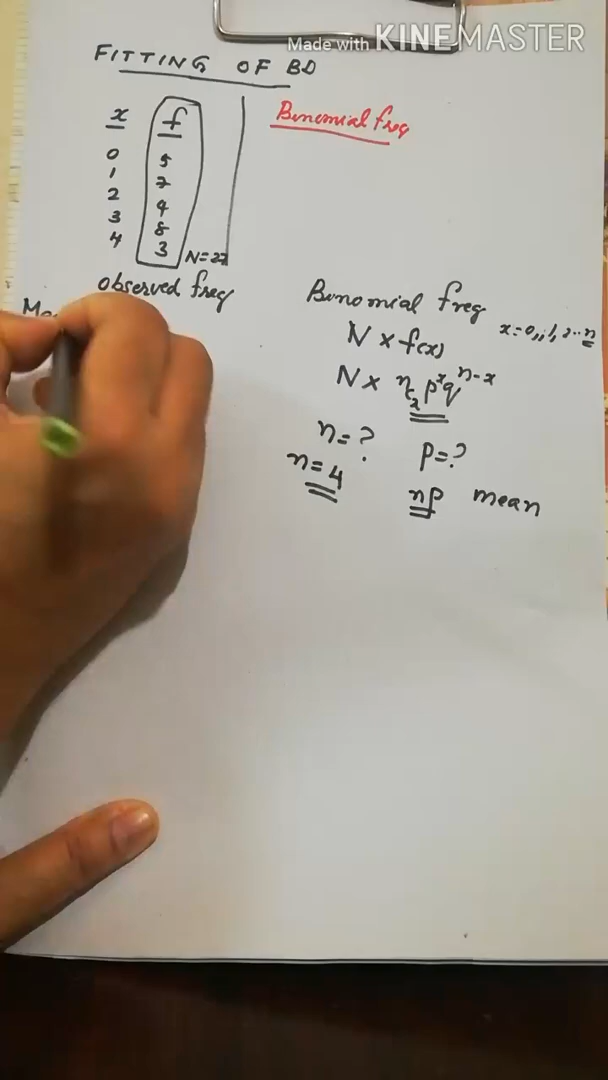 Made with KINEMASTER
FITTING OF BD
x f
Binomial freq
0 5
1 7
2 4
3 8
4 3 N=27
observed freq
Binomial freq
x=0,1,2..n
N x f(x)
N x nCx p^x q^n-x
n=? p=?
n=4
np mean